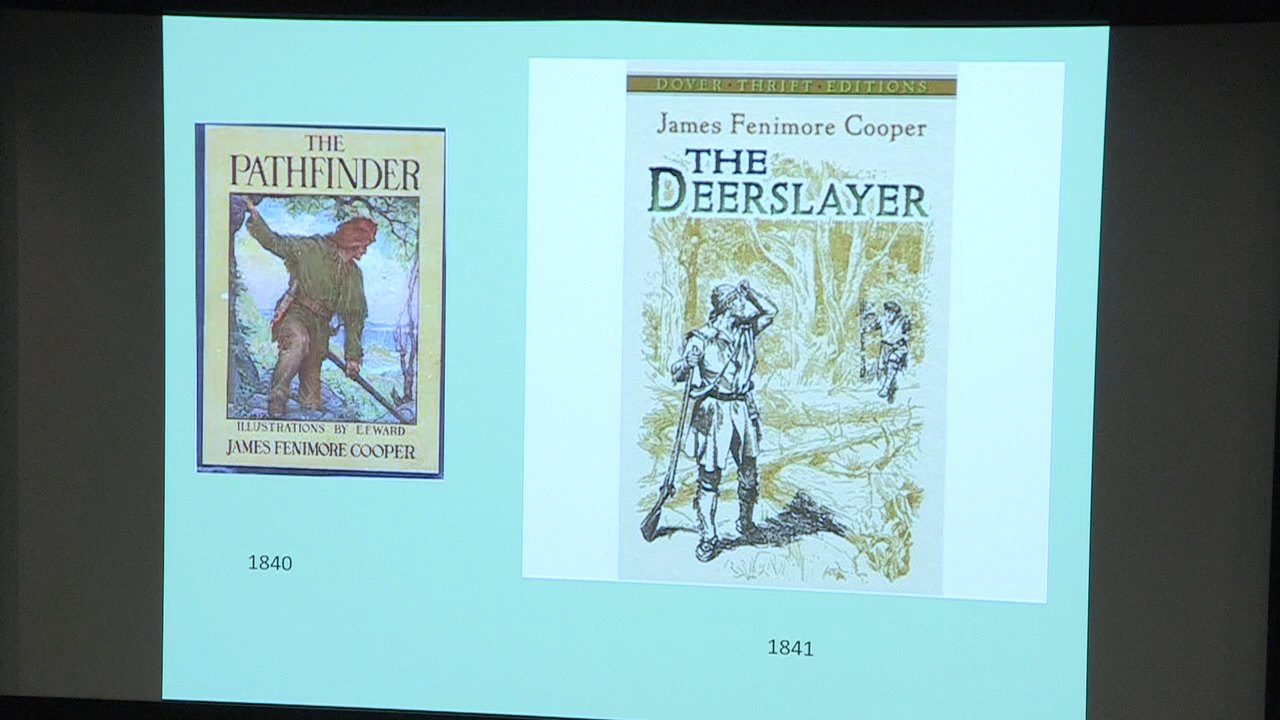 THE
PATHFINDER
ILLUSTRATIONS BY E.F.WARD
JAMES FENIMORE COOPER
1840
DOVER · THRIFT · EDITIONS
James Fenimore Cooper
THE
DEERSLAYER
1841